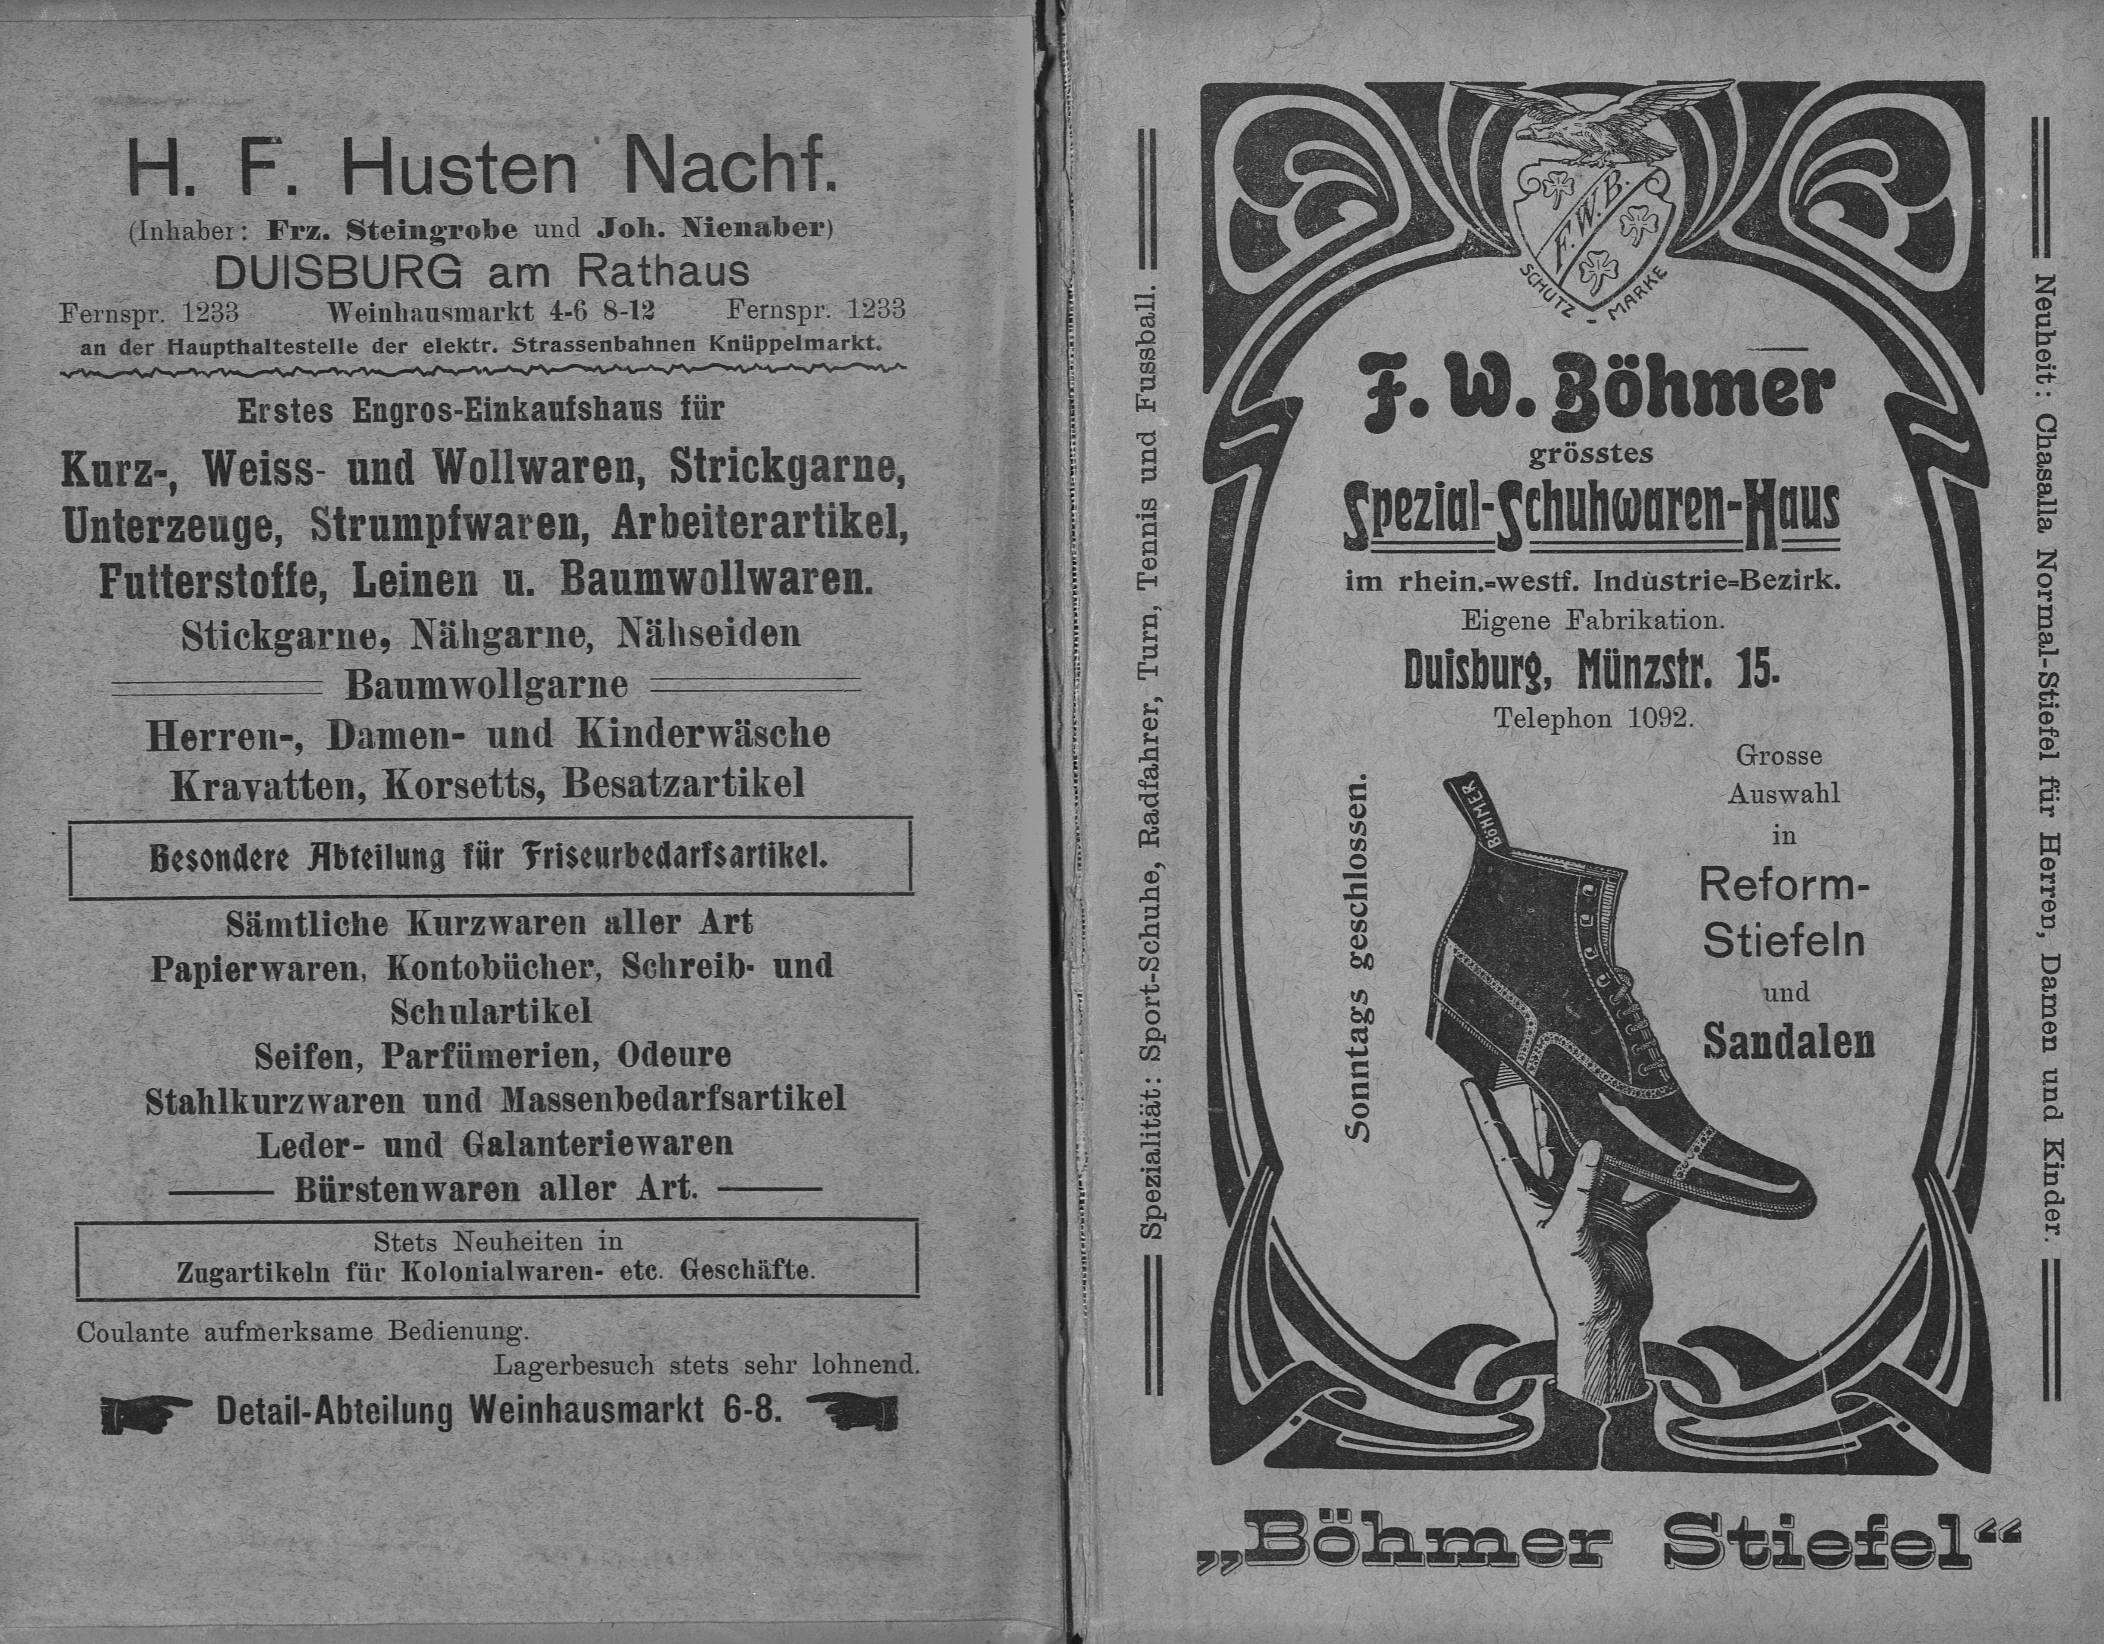 H. F. Husten Nachf.
(Inhaber: Frz. Steingrobe und Joh. Nienaber)
DUISBURG am Rathaus
Fernspr. 1233 Weinhausmarkt 4-6 8-12 Fernspr. 1233
an der Haupthaltestelle der elektr. Strassenbahnen Knüppelmarkt.
Erstes Engros-Einkaufshaus für
Kurz-, Weiss- und Wollwaren, Strickgarne,
Unterzeuge, Strumpfwaren, Arbeiterartikel,
Futterstoffe, Leinen u. Baumwollwaren.
Stickgarne, Nähgarne, Nähseiden
Baumwollgarne
Herren-, Damen- und Kinderwäsche
Kravatten, Korsetts, Besatzartikel
Besondere Abteilung für Friseurbedarfsartikel.
Sämtliche Kurzwaren aller Art
Papierwaren, Kontobücher, Schreib- und
Schulartikel
Seifen, Parfümerien, Odeure
Stahlkurzwaren und Massenbedarfsartikel
Leder- und Galanteriewaren
Bürstenwaren aller Art.
Stets Neuheiten in
Zugartikeln für Kolonialwaren- etc. Geschäfte.
Coulante aufmerksame Bedienung.
Lagerbesuch stets sehr lohnend.
Detail-Abteilung Weinhausmarkt 6-8.
Spezialität: Sport-Schuhe, Radfahrer, Turn, Tennis und Fussball.
F.W.B.
SCHUTZ - MARKE
F. W. Böhmer
grösstes
Spezial-Schuhwaren-Haus
im rhein.-westf. Industrie-Bezirk.
Eigene Fabrikation.
Duisburg, Münzstr. 15.
Telephon 1092.
Sonntags geschlossen.
BÖHMER
Grosse
Auswahl
in
Reform-
Stiefeln
und
Sandalen
Neuheit: Chasalla Normal-Stiefel für Herren, Damen und Kinder.
„Böhmer Stiefel“